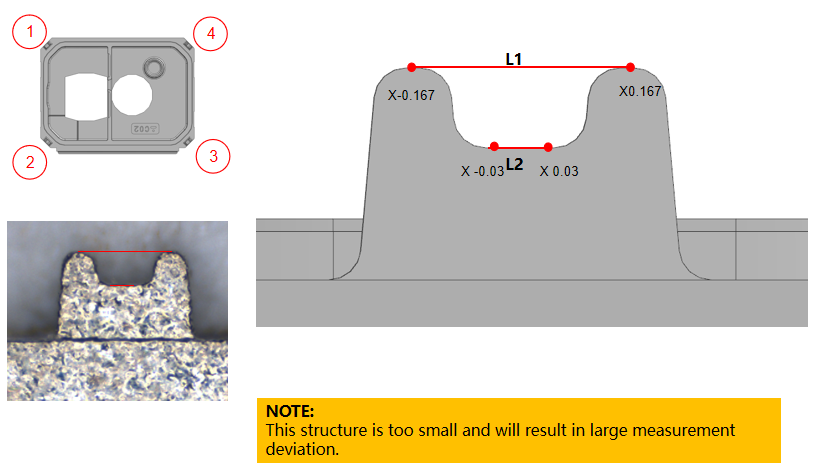 1
4
2
3
△C02
L1
X-0.167
X0.167
L2
X -0.03
X 0.03
NOTE:
This structure is too small and will result in large measurement
deviation.